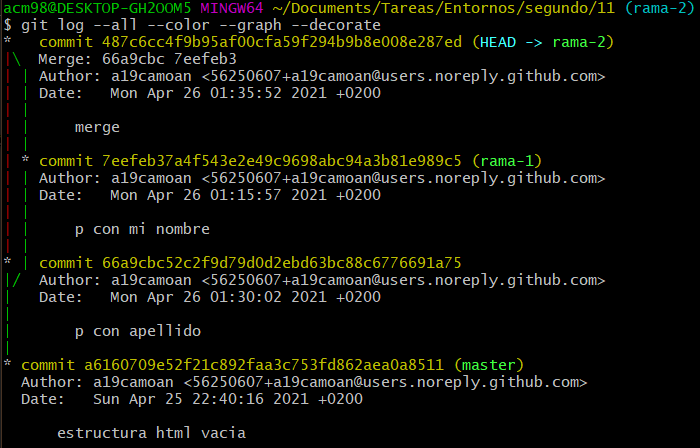 acm98@DESKTOP-GH2OOM5 MINGW64 ~/Documents/Tareas/Entornos/segundo/11 (rama-2)
$ git log --all --color --graph --decorate
*   commit 487c6cc4f9b95af00cfa59f294b9b8e008e287ed (HEAD -> rama-2)
|\  Merge: 66a9cbc 7eefeb3
| | Author: a19camoan <56250607+a19camoan@users.noreply.github.com>
| | Date:   Mon Apr 26 01:35:52 2021 +0200
| |
| |     merge
| |
| * commit 7eefeb37a4f543e2e49c9698abc94a3b81e989c5 (rama-1)
| | Author: a19camoan <56250607+a19camoan@users.noreply.github.com>
| | Date:   Mon Apr 26 01:15:57 2021 +0200
| |
| |     p con mi nombre
| |
* | commit 66a9cbc52c2f9d79d0d2ebd63bc88c6776691a75
|/  Author: a19camoan <56250607+a19camoan@users.noreply.github.com>
|   Date:   Mon Apr 26 01:30:02 2021 +0200
|
|       p con apellido
|
* commit a6160709e52f21c892faa3c753fd862aea0a8511 (master)
  Author: a19camoan <56250607+a19camoan@users.noreply.github.com>
  Date:   Sun Apr 25 22:40:16 2021 +0200

      estructura html vacia